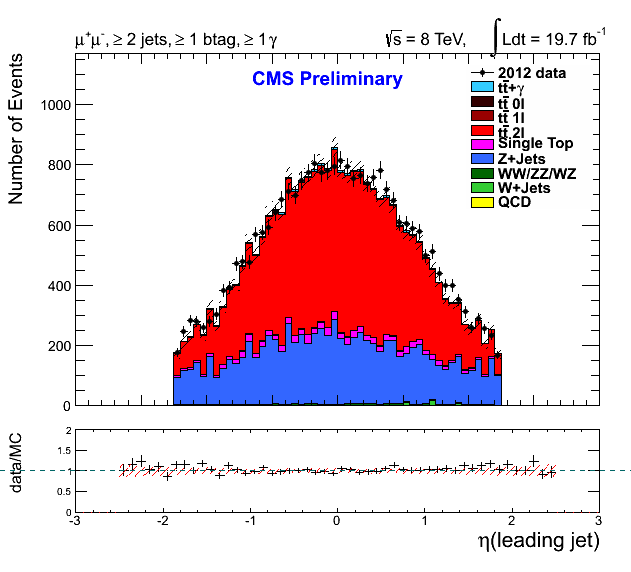 μ⁺μ⁻, ≥ 2 jets, ≥ 1 btag, ≥ 1 γ
√s = 8 TeV, ∫ Ldt = 19.7 fb⁻¹
CMS Preliminary
2012 data
tt̄+γ
tt̄ 0l
tt̄ 1l
tt̄ 2l
Single Top
Z+Jets
WW/ZZ/WZ
W+Jets
QCD
Number of Events
1000
800
600
400
200
0
data/MC
2
1.5
1
0.5
0
-3 -2 -1 0 1 2 3
η(leading jet)